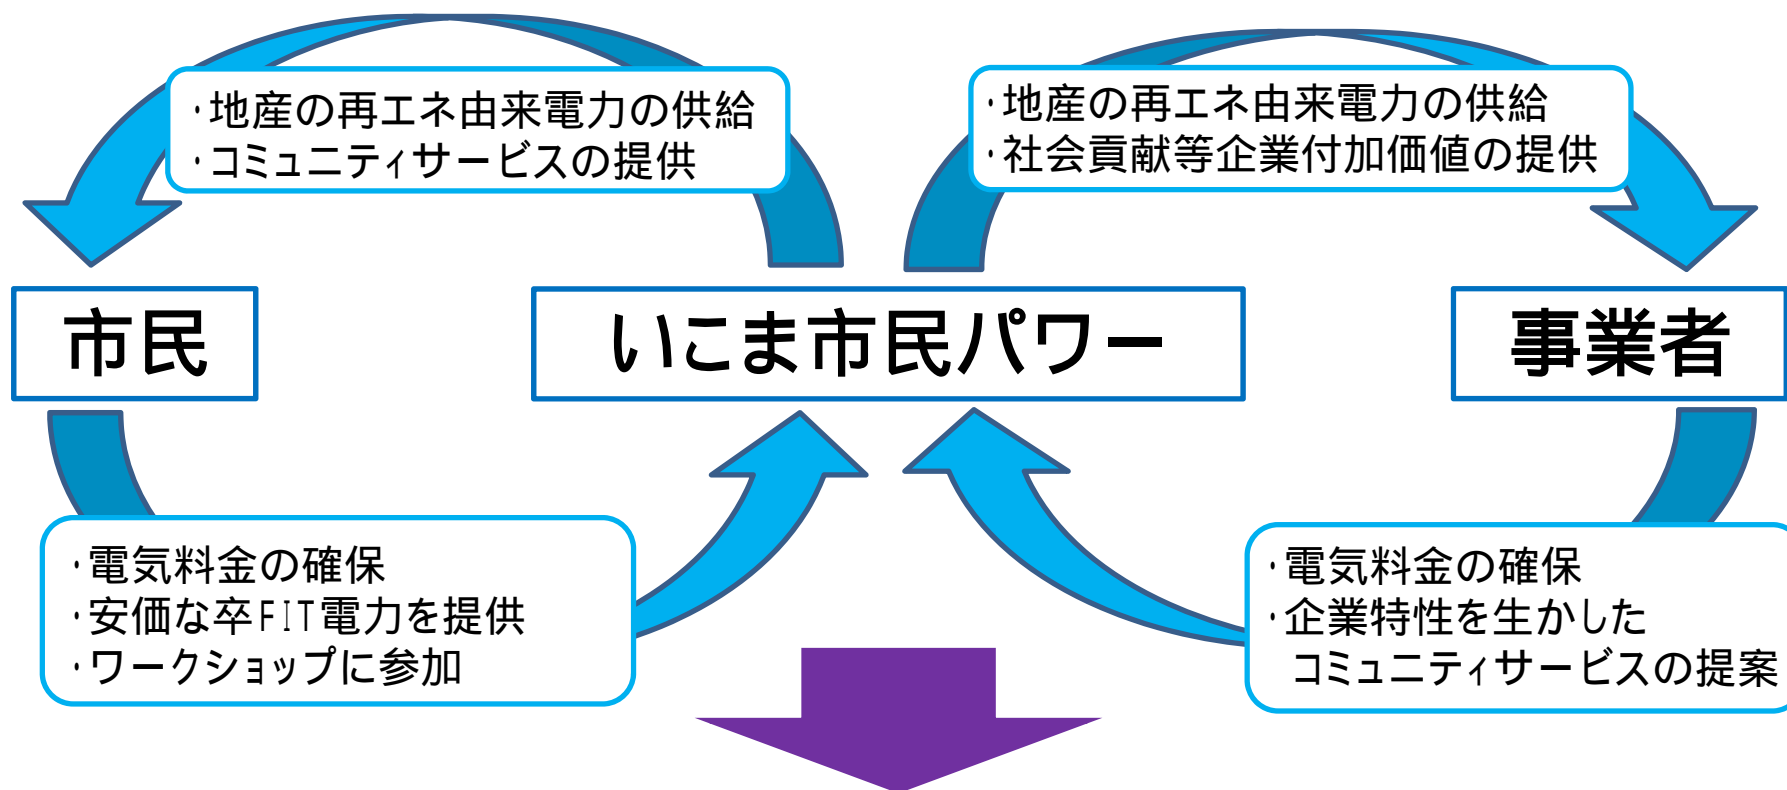 ・地産の再エネ由来電力の供給
・コミュニティサービスの提供
・地産の再エネ由来電力の供給
・社会貢献等企業付加価値の提供
市民
いこま市民パワー
事業者
・電気料金の確保
・安価な卒FIT電力を提供
・ワークショップに参加
・電気料金の確保
・企業特性を生かした
コミュニティサービスの提案